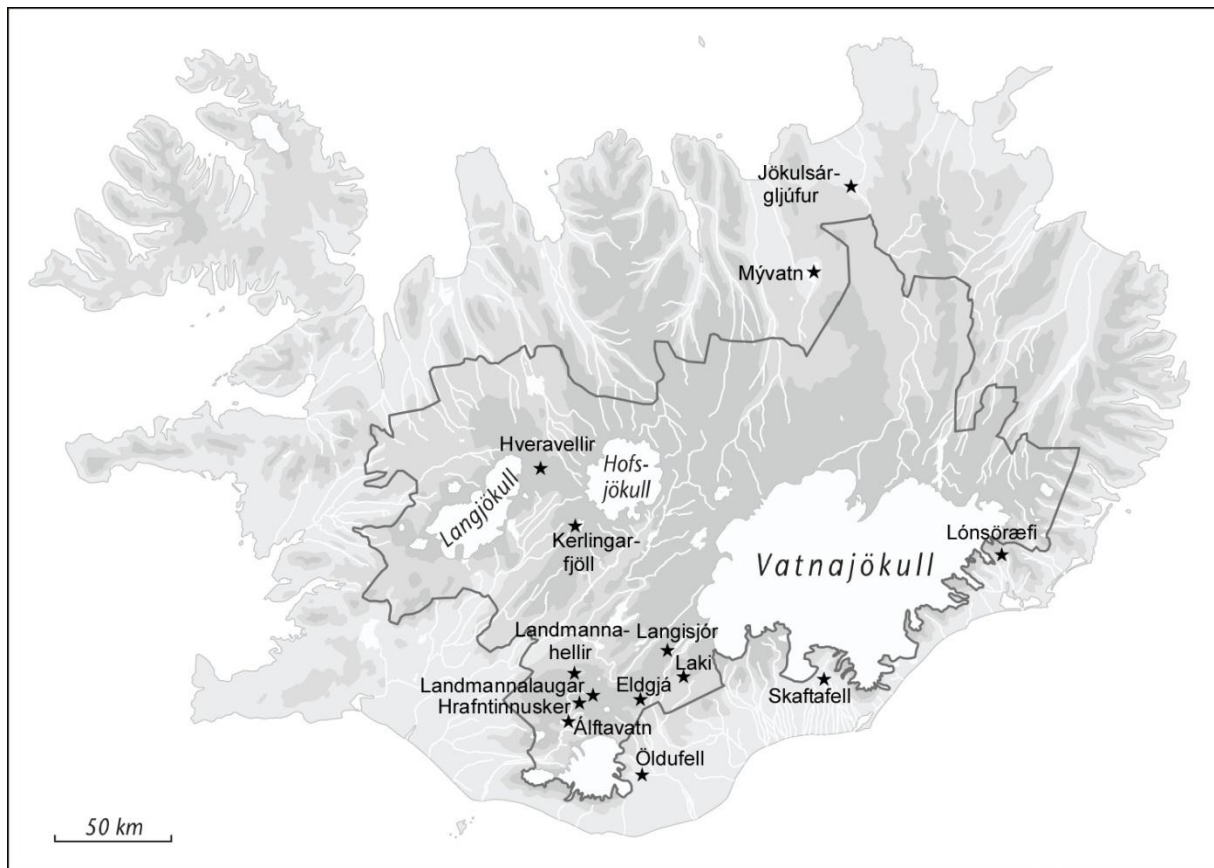 Jökulsár-
gljúfur
Mývatn
Hveravellir
Hofs-
jökull
Langjökull
Kerlingar-
fjöll
Lónsöræfi
Vatnajökull
Landmanna-
hellir
Langisjór
Laki
Landmannalaugar
Eldgjá
Skaftafell
Hrafntinnusker
Álftavatn
Öldufell
50 km